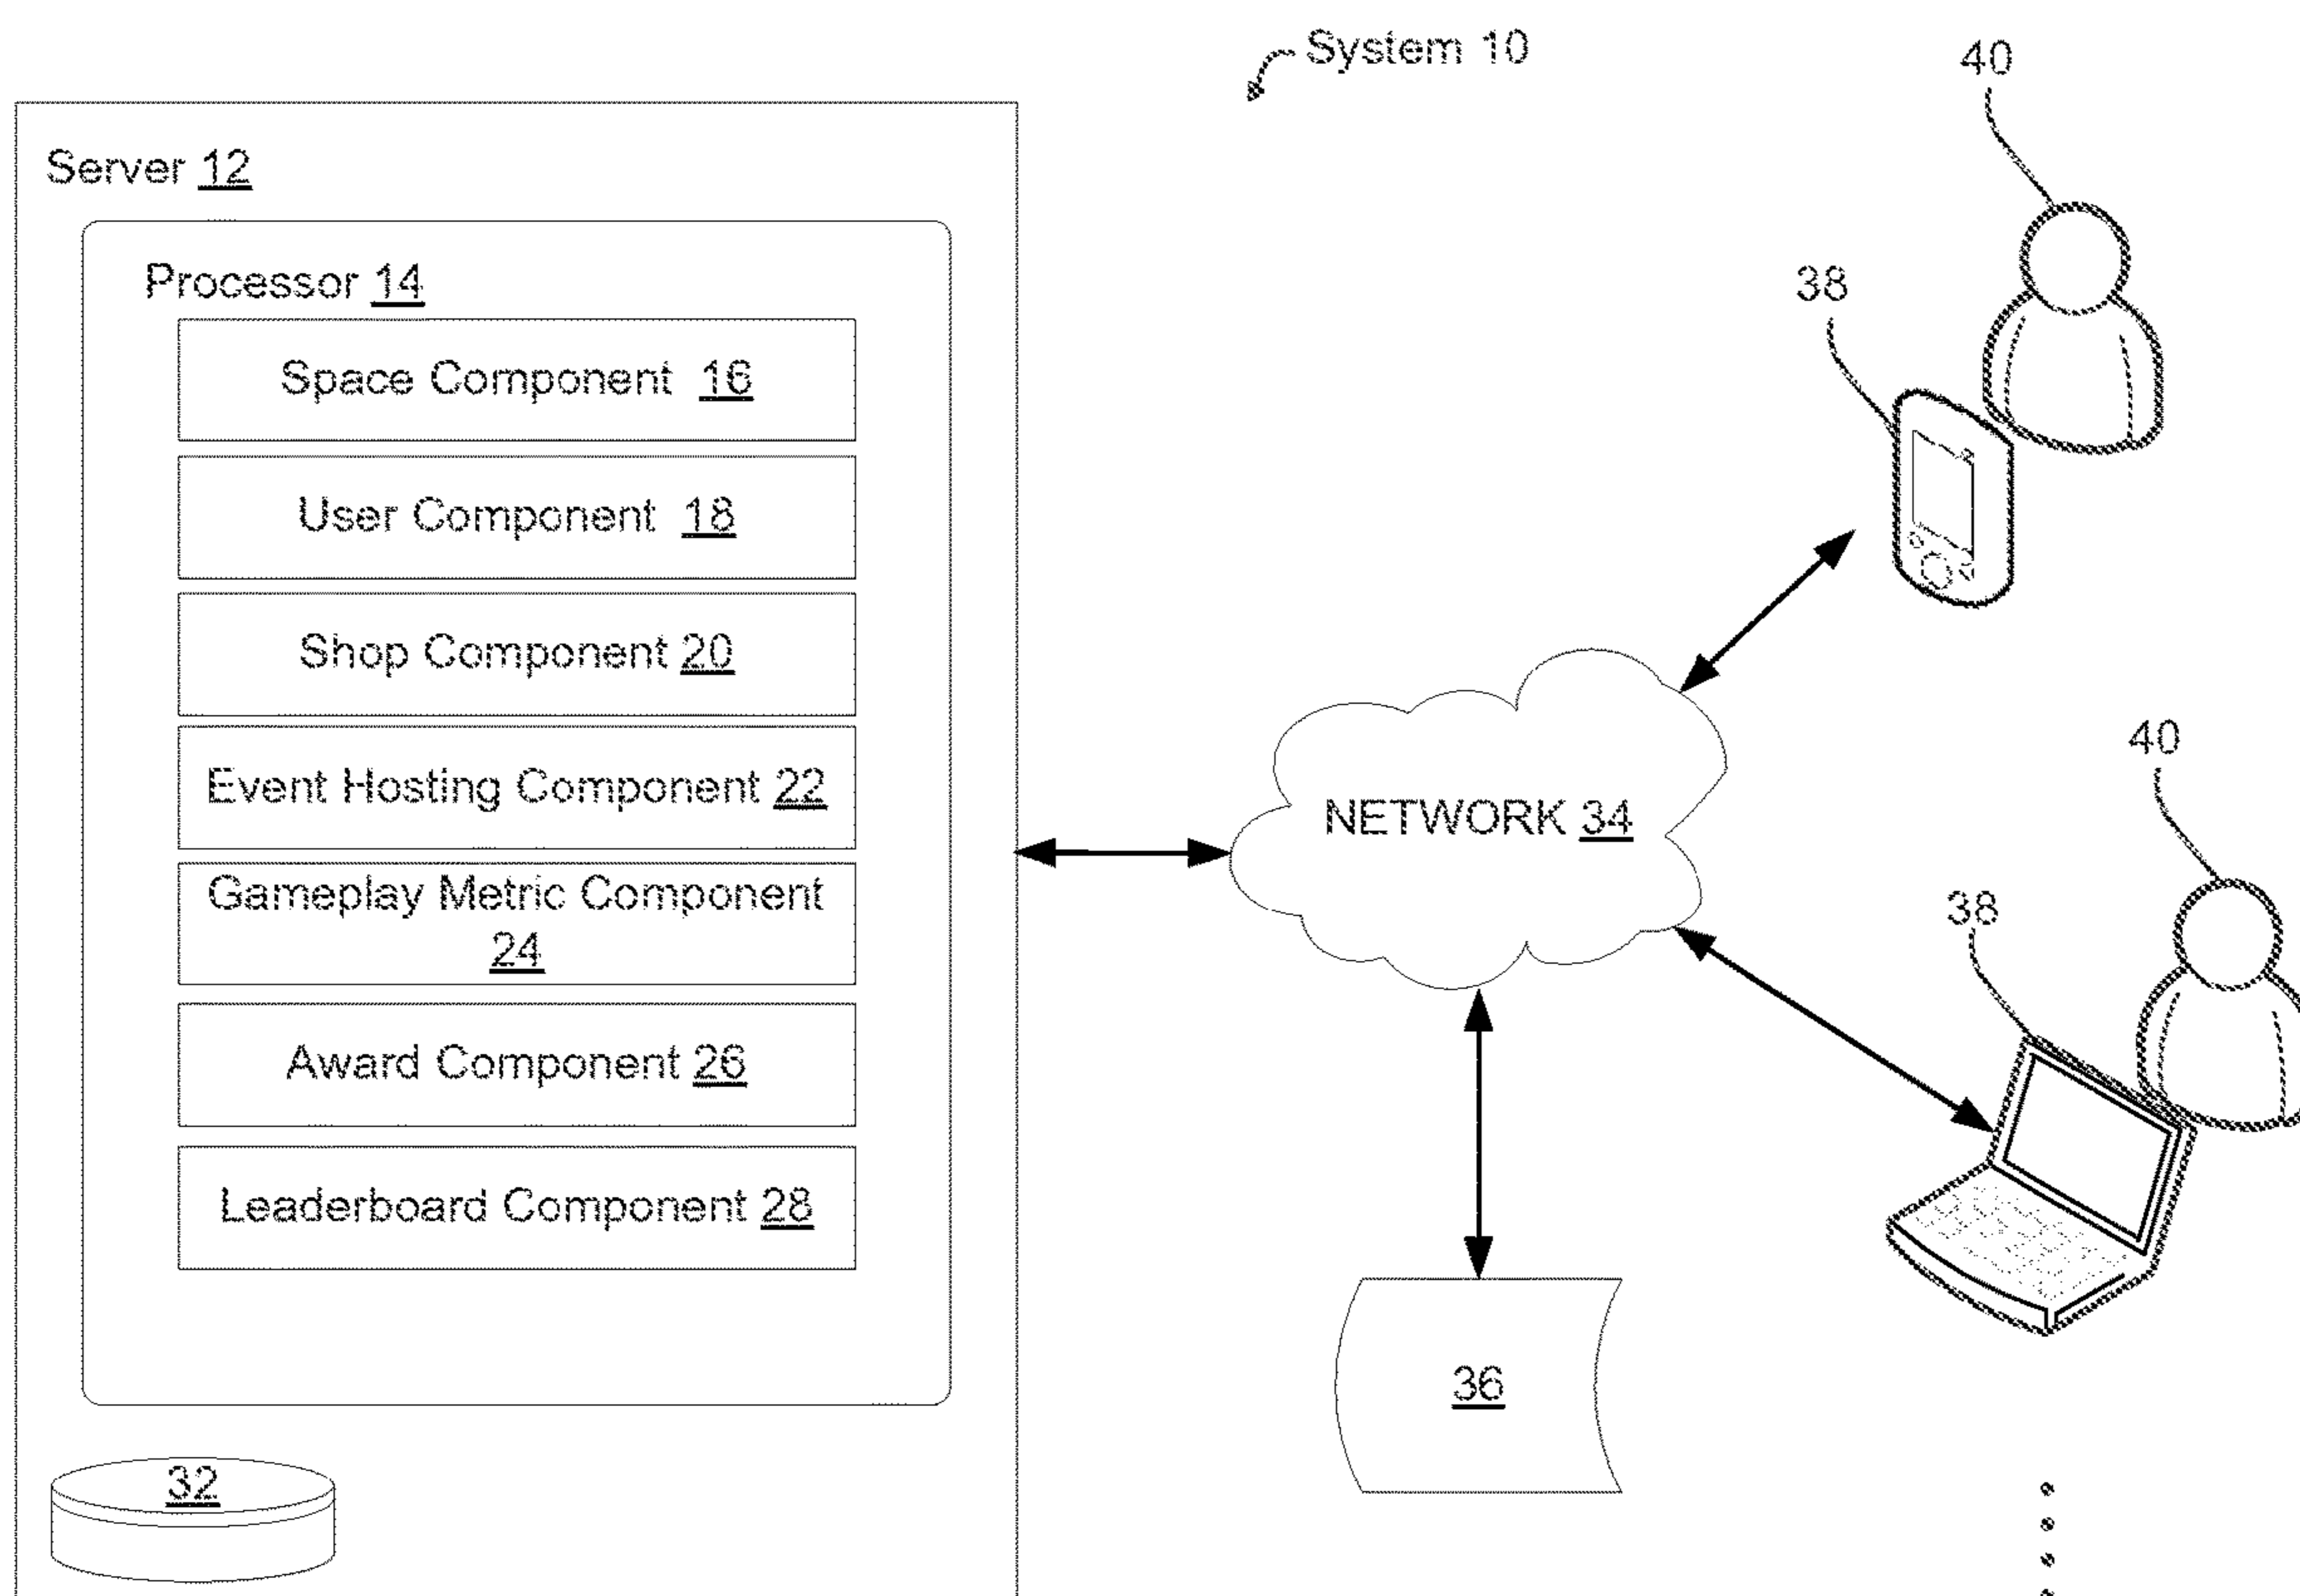 System 10
Server 12
Processor 14
Space Component 16
User Component 18
Shop Component 20
Event Hosting Component 22
Gameplay Metric Component
24
Award Component 26
Leaderboard Component 28
32
NETWORK 34
36
40
38
40
38